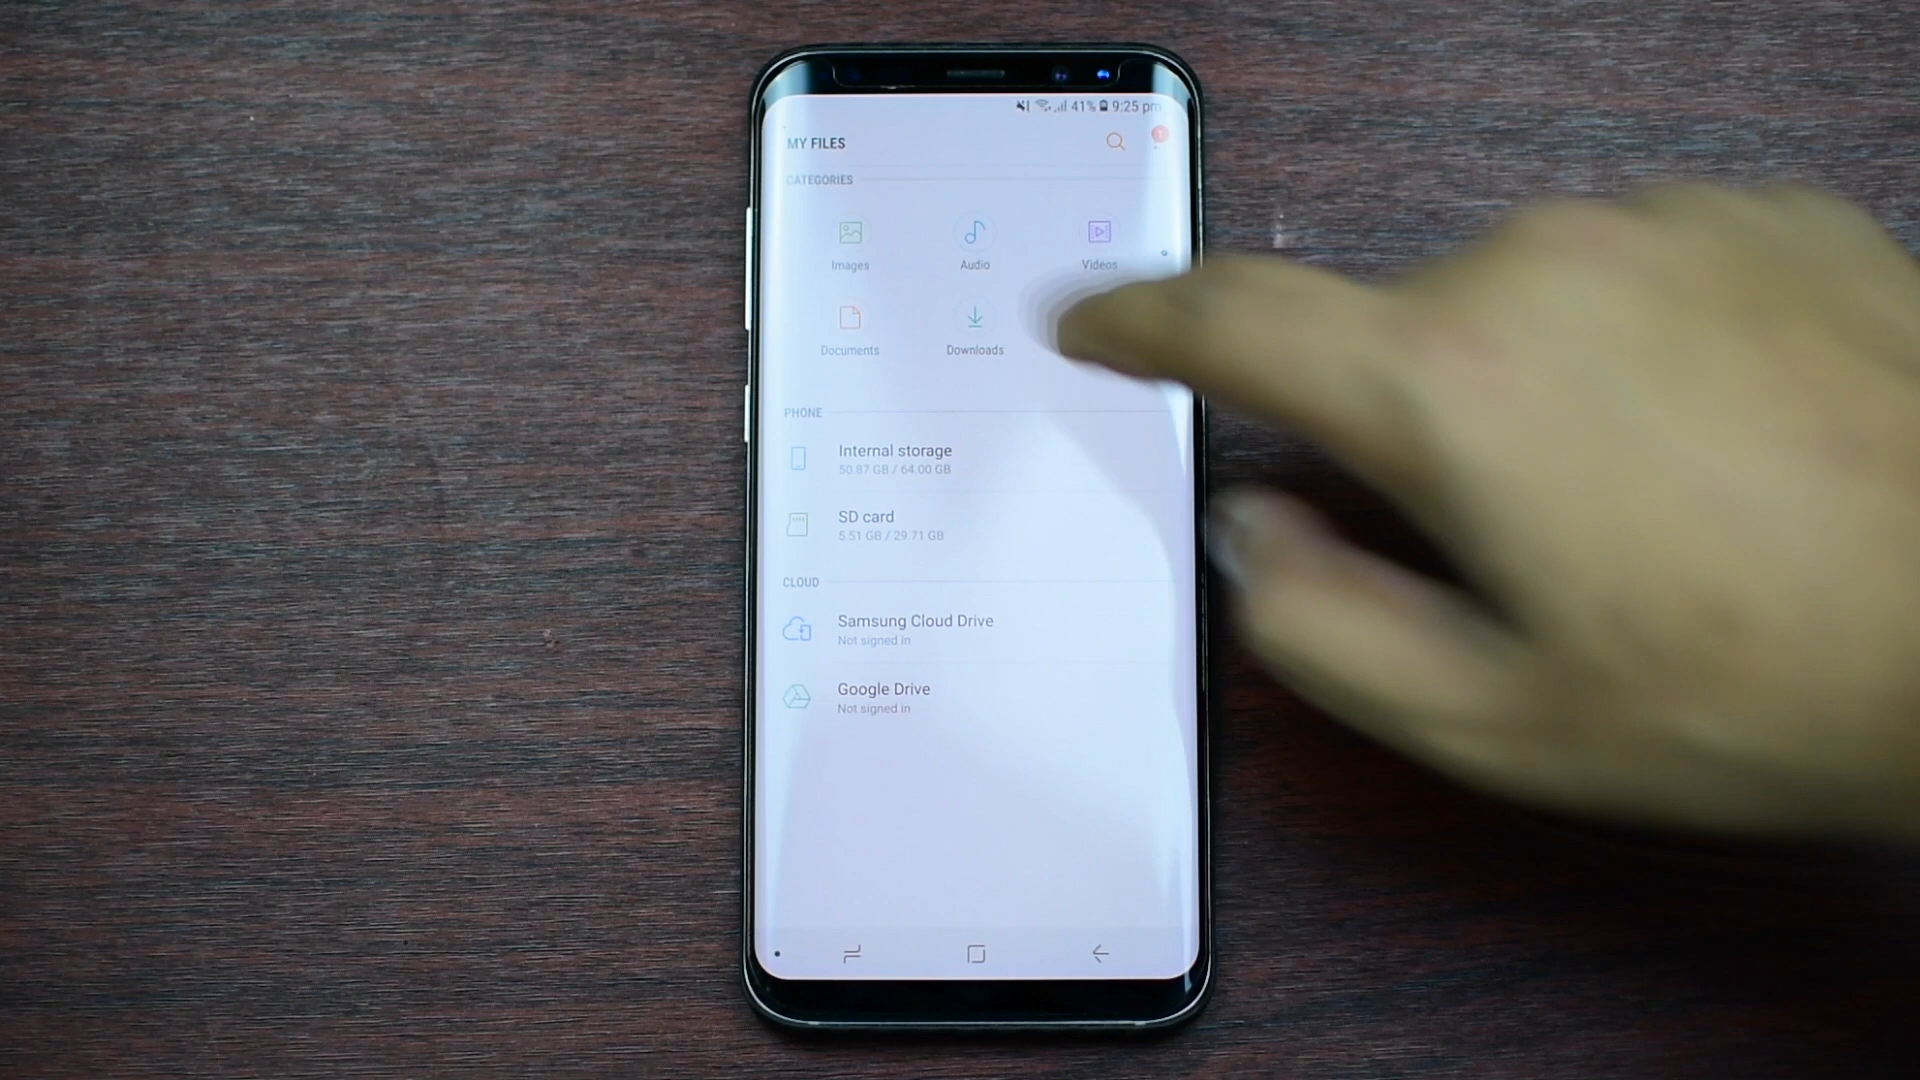 41% 9:25 pm
MY FILES
1
CATEGORIES
Images Audio Videos
Documents Downloads
PHONE
Internal storage
50.87 GB / 64.00 GB
SD card
5.51 GB / 29.71 GB
CLOUD
Samsung Cloud Drive
Not signed in
Google Drive
Not signed in